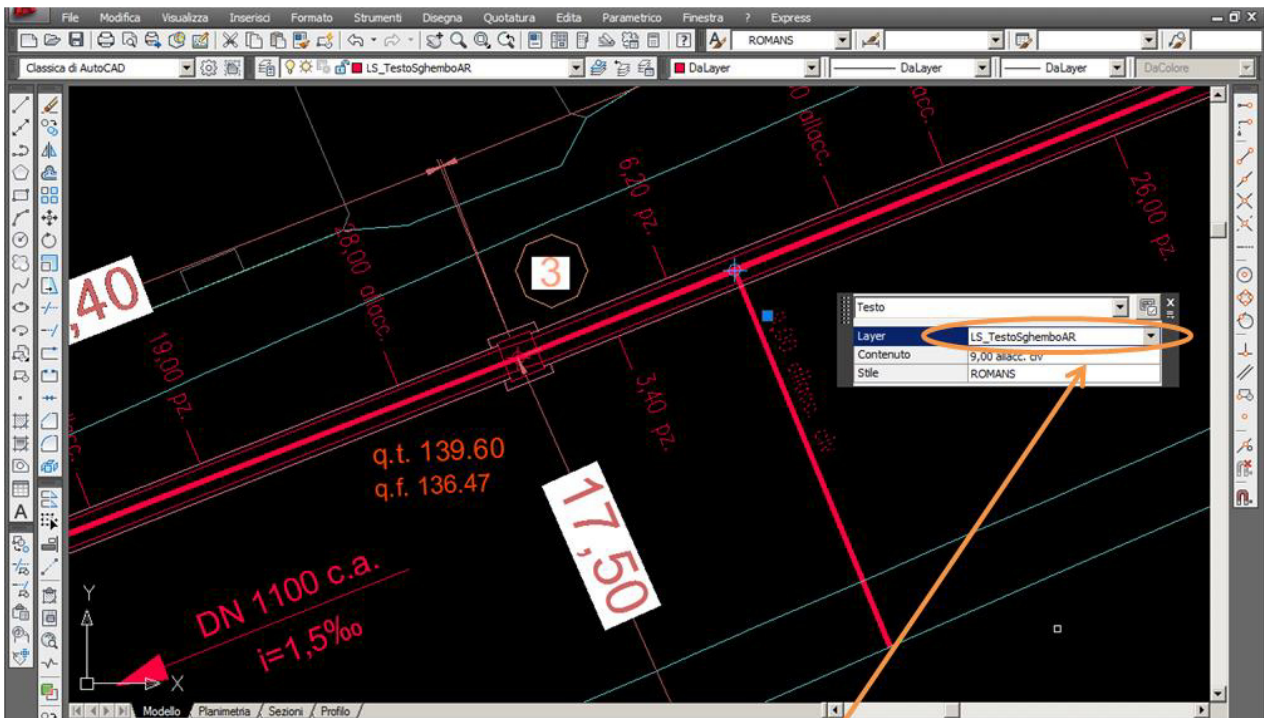 File Modifica Visualizza Inserisci Formato Strumenti Disegna Quotatura Edita Parametrico Finestra ? Express
ROMANS
Classica di AutoCAD LS_TestoSghemboAR DaLayer DaLayer DaLayer DaColore
allacc.
6,20 pz.
26,00 pz.
28,00 allacc.
3
,40
19,00 pz.
3,40 pz.
Testo
Layer LS_TestoSghemboAR
Contenuto 9,00 allacc. civ
Stile ROMANS
q.t. 139.60
q.f. 136.47
17,50
DN 1100 c.a.
i=1,5‰
Y
X
A
Modello Planimetria Sezioni Profilo